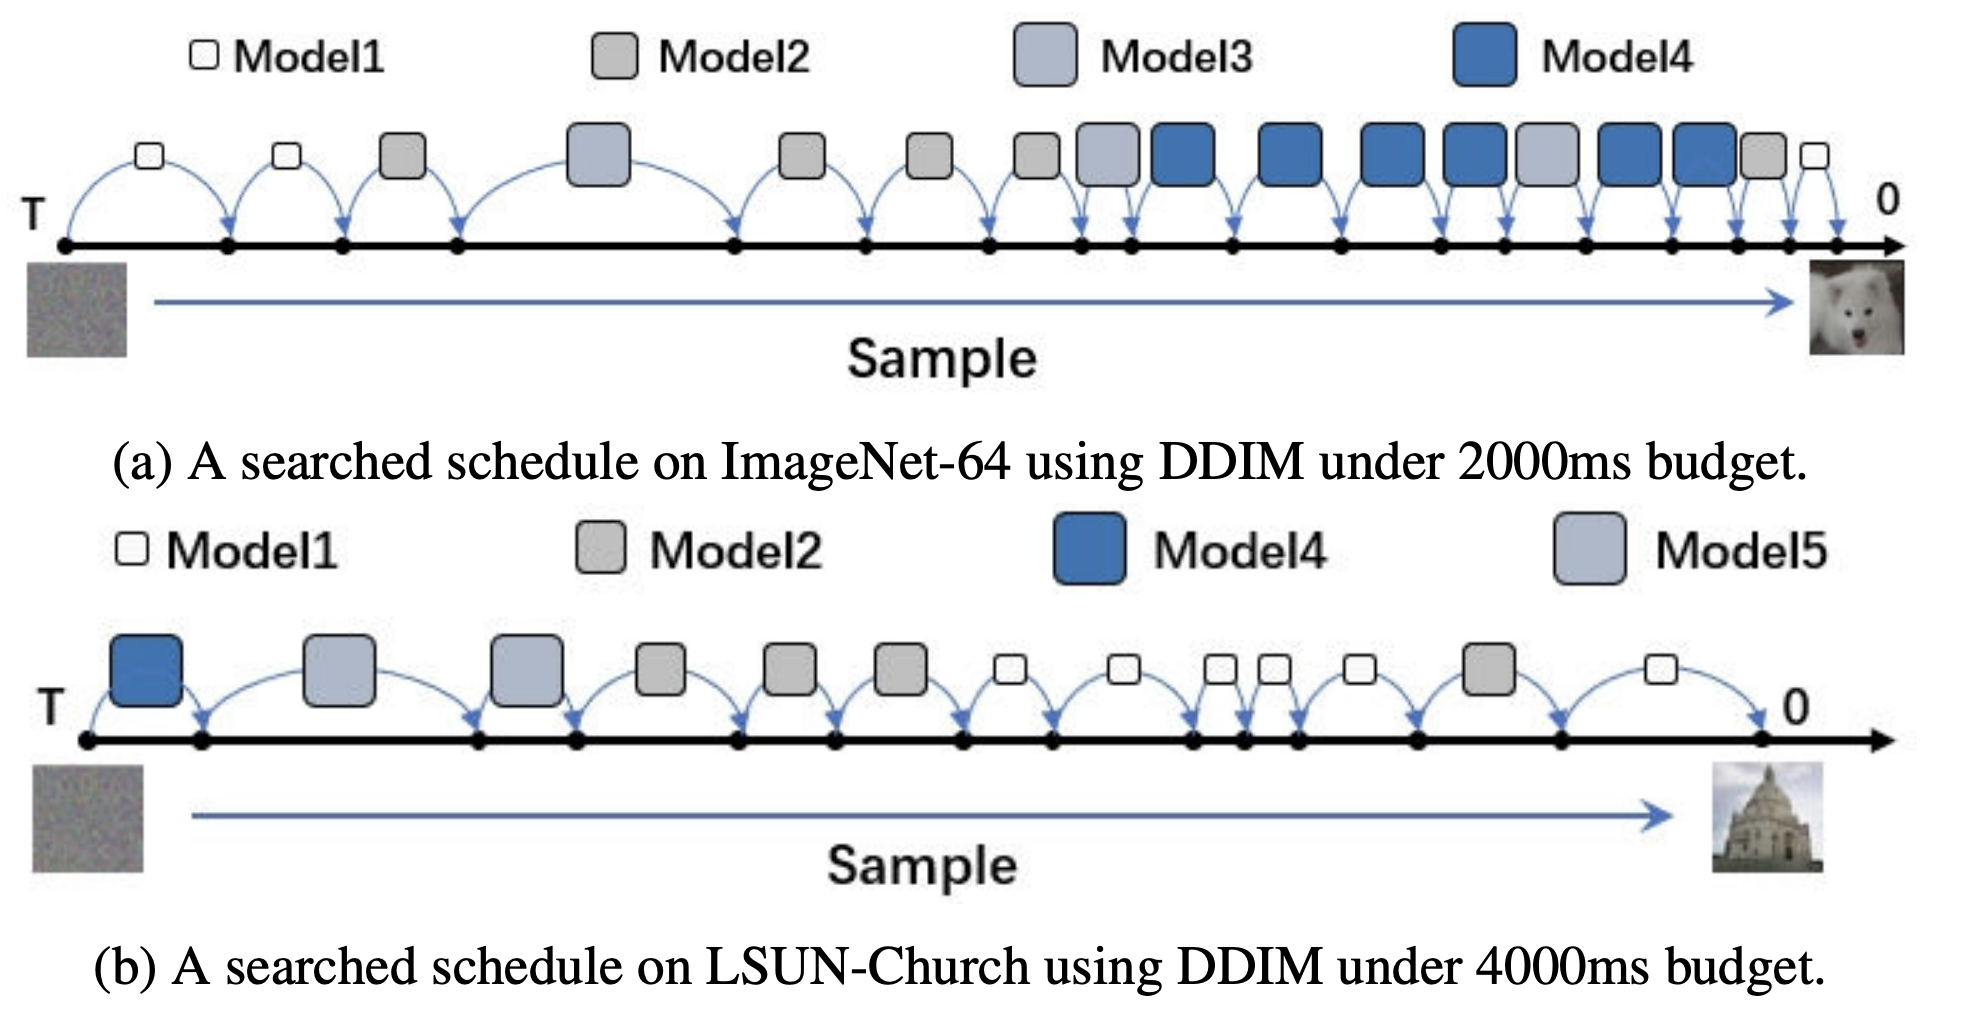 Model1 Model2 Model3 Model4
T 0
Sample
(a) A searched schedule on ImageNet-64 using DDIM under 2000ms budget.
Model1 Model2 Model4 Model5
T 0
Sample
(b) A searched schedule on LSUN-Church using DDIM under 4000ms budget.